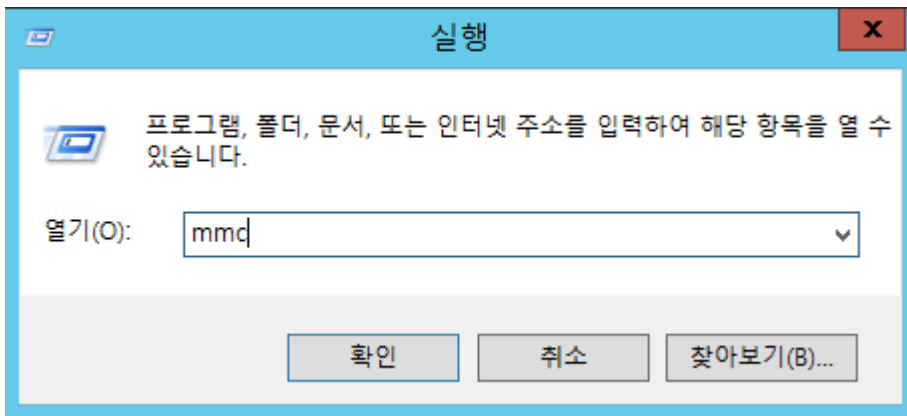 실행
프로그램, 폴더, 문서, 또는 인터넷 주소를 입력하여 해당 항목을 열 수
있습니다.
열기(O): mmc
확인 취소 찾아보기(B)...